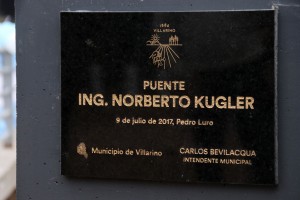 1882
VILLARINO
PUENTE
ING. NORBERTO KUGLER
9 de julio de 2017, Pedro Luro
Municipio de Villarino
CARLOS BEVILACQUA
INTENDENTE MUNICIPAL